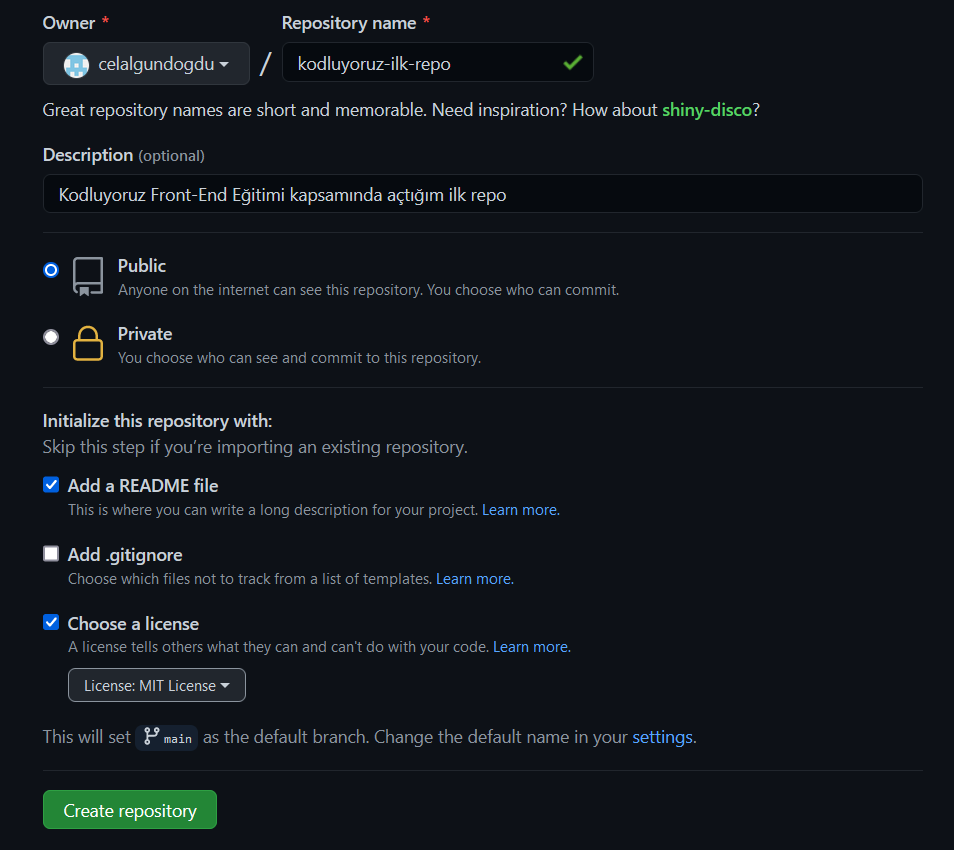 Owner * Repository name *
celalgundogdu / kodluyoruz-ilk-repo
Great repository names are short and memorable. Need inspiration? How about shiny-disco?
Description (optional)
Kodluyoruz Front-End Eğitimi kapsamında açtığım ilk repo
Public
Anyone on the internet can see this repository. You choose who can commit.
Private
You choose who can see and commit to this repository.
Initialize this repository with:
Skip this step if you’re importing an existing repository.
Add a README file
This is where you can write a long description for your project. Learn more.
Add .gitignore
Choose which files not to track from a list of templates. Learn more.
Choose a license
A license tells others what they can and can't do with your code. Learn more.
License: MIT License
This will set main as the default branch. Change the default name in your settings.
Create repository